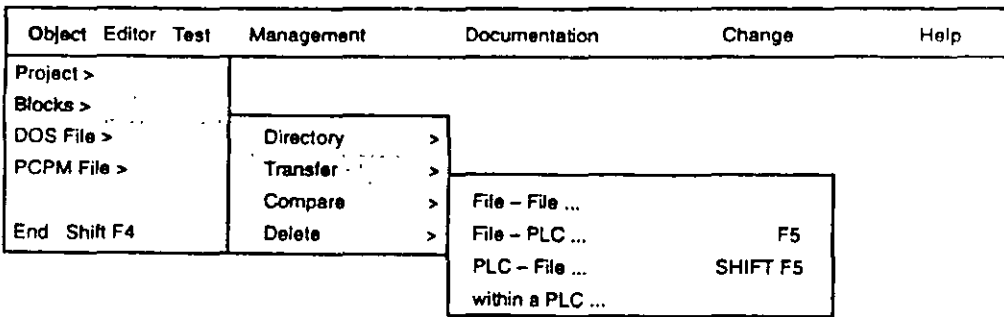 Object Editor Test Management Documentation Change Help
Project >
Blocks >
DOS File >
PCPM File >
End Shift F4
Directory >
Transfer >
Compare >
Delete >
File – File ...
File – PLC ... F5
PLC – File ... SHIFT F5
within a PLC ...